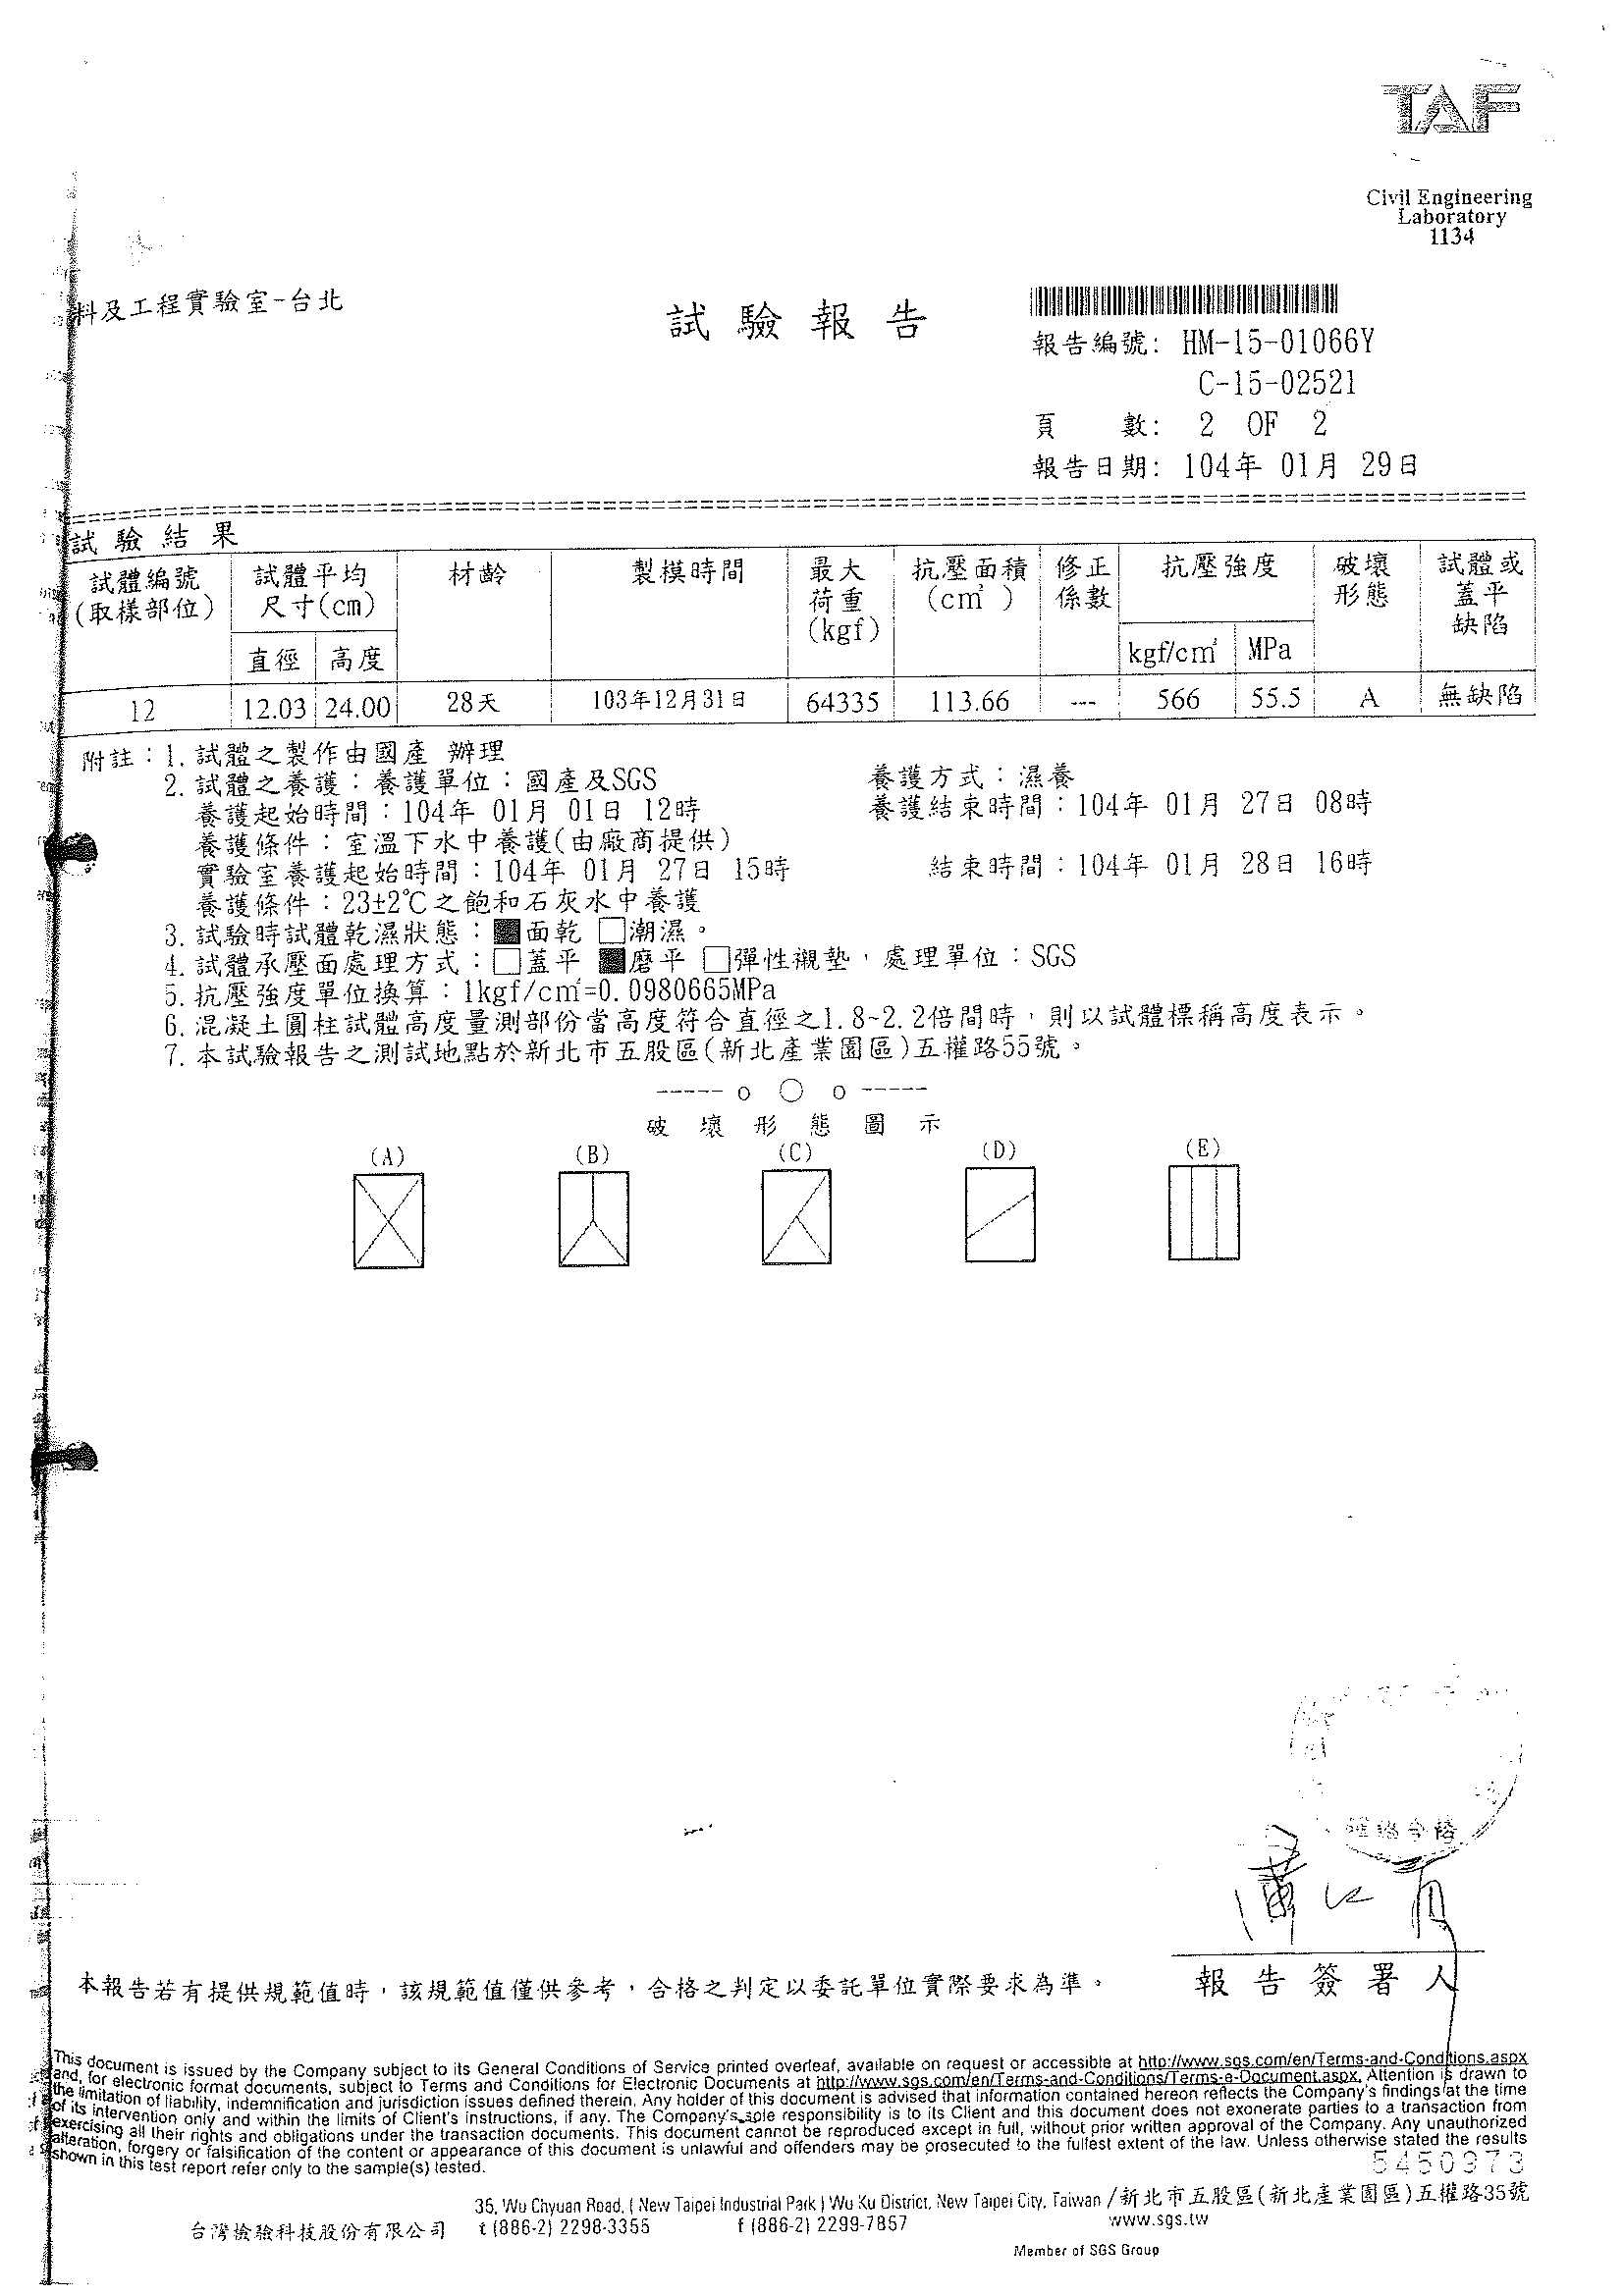 TAF
Civil Engineering
Laboratory
1134
料及工程實驗室-台北
試驗報告
報告編號: HM-15-01066Y
C-15-02521
頁 數: 2 OF 2
報告日期: 104年 01月 29日
試驗結果
試體編號(取樣部位) 試體平均尺寸(cm) 材齡 製模時間 最大荷重(kgf) 抗壓面積(cm²) 修正係數 抗壓強度 破壞形態 試體或蓋平缺陷
直徑 高度 kgf/cm² MPa
12 12.03 24.00 28天 103年12月31日 64335 113.66 --- 566 55.5 A 無缺陷
附註:1. 試體之製作由國產 辦理
2. 試體之養護:養護單位:國產及SGS 養護方式:濕養
養護起始時間:104年 01月 01日 12時 養護結束時間:104年 01月 27日 08時
養護條件:室溫下水中養護(由廠商提供)
實驗室養護起始時間:104年 01月 27日 15時 結束時間:104年 01月 28日 16時
養護條件:23±2℃之飽和石灰水中養護
3. 試驗時試體乾濕狀態:■面乾 □潮濕。
4. 試體承壓面處理方式:□蓋平 ■磨平 □彈性襯墊,處理單位:SGS
5. 抗壓強度單位換算:1kgf/cm²=0.0980665MPa
6. 混凝土圓柱試體高度量測部份當高度符合直徑之1.8~2.2倍間時,則以試體標稱高度表示。
7. 本試驗報告之測試地點於新北市五股區(新北產業園區)五權路55號。
----- o ○ o -----
破壞形態圖示
(A) (B) (C) (D) (E)
報告簽署人
本報告若有提供規範值時,該規範值僅供參考,合格之判定以委託單位實際要求為準。
This document is issued by the Company subject to its General Conditions of Service printed overleaf, available on request or accessible at http://www.sgs.com/en/Terms-and-Conditions.aspx
and, for electronic format documents, subject to Terms and Conditions for Electronic Documents at http://www.sgs.com/en/Terms-and-Conditions/Terms-e-Document.aspx. Attention is drawn to
the limitation of liability, indemnification and jurisdiction issues defined therein. Any holder of this document is advised that information contained hereon reflects the Company's findings at the time
of its intervention only and within the limits of Client's instructions, if any. The Company's sole responsibility is to its Client and this document does not exonerate parties to a transaction from
exercising all their rights and obligations under the transaction documents. This document cannot be reproduced except in full, without prior written approval of the Company. Any unauthorized
alteration, forgery or falsification of the content or appearance of this document is unlawful and offenders may be prosecuted to the fullest extent of the law. Unless otherwise stated the results
shown in this test report refer only to the sample(s) tested.
5450373
35, Wu Chyuan Road, (New Taipei Industrial Park) Wu Ku District, New Taipei City, Taiwan /新北市五股區(新北產業園區)五權路35號
台灣檢驗科技股份有限公司 t (886-2) 2298-3355 f (886-2) 2299-7857 www.sgs.tw
Member of SGS Group